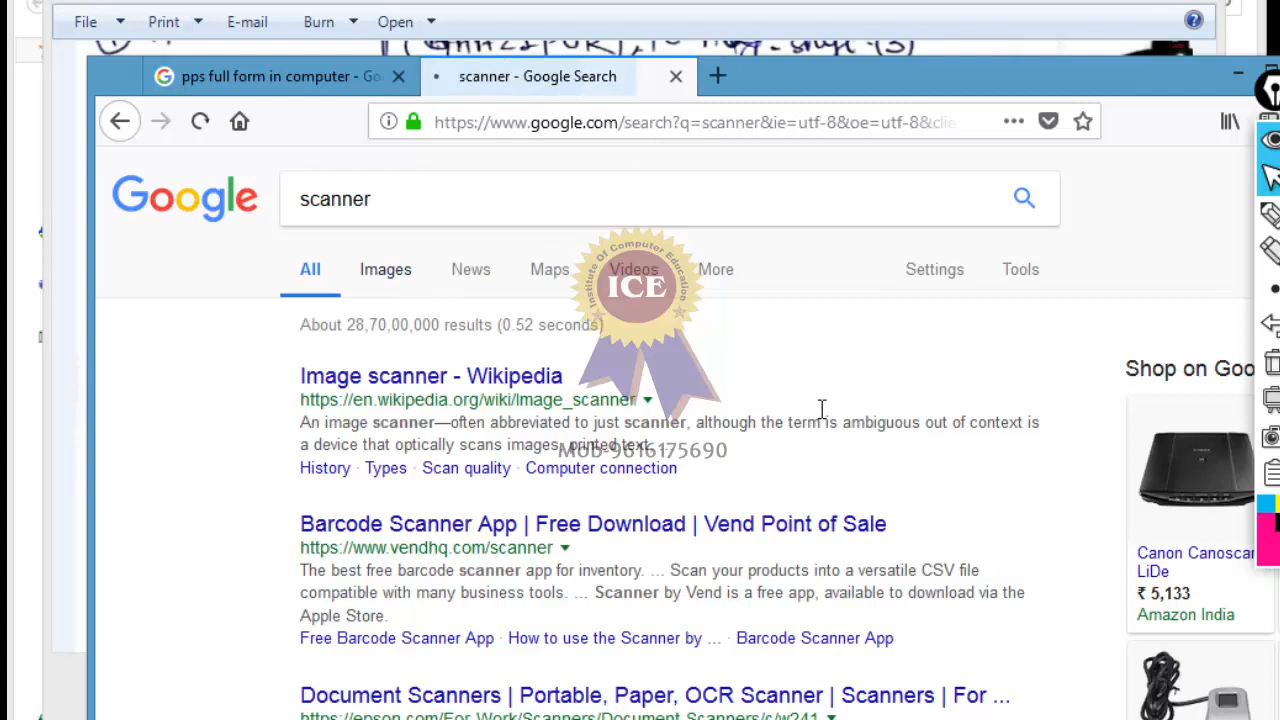 File Print E-mail Burn Open
pps full form in computer - Go
scanner - Google Search
https://www.google.com/search?q=scanner&ie=utf-8&oe=utf-8&clie
Google
scanner
All Images News Maps Videos More Settings Tools
Institute Of Computer Education
ICE
About 28,70,00,000 results (0.52 seconds)
Image scanner - Wikipedia
https://en.wikipedia.org/wiki/Image_scanner
An image scanner—often abbreviated to just scanner, although the term is ambiguous out of context is
a device that optically scans images, printed text,
Mob-9616175690
History · Types · Scan quality · Computer connection
Barcode Scanner App | Free Download | Vend Point of Sale
https://www.vendhq.com/scanner
The best free barcode scanner app for inventory. ... Scan your products into a versatile CSV file
compatible with many business tools. ... Scanner by Vend is a free app, available to download via the
Apple Store.
Free Barcode Scanner App · How to use the Scanner by ... · Barcode Scanner App
Document Scanners | Portable, Paper, OCR Scanner | Scanners | For ...
https://epson.com/For-Work/Scanners/Document-Scanners/c/w241
Shop on Goo
Canon Canoscan
LiDe
₹ 5,133
Amazon India